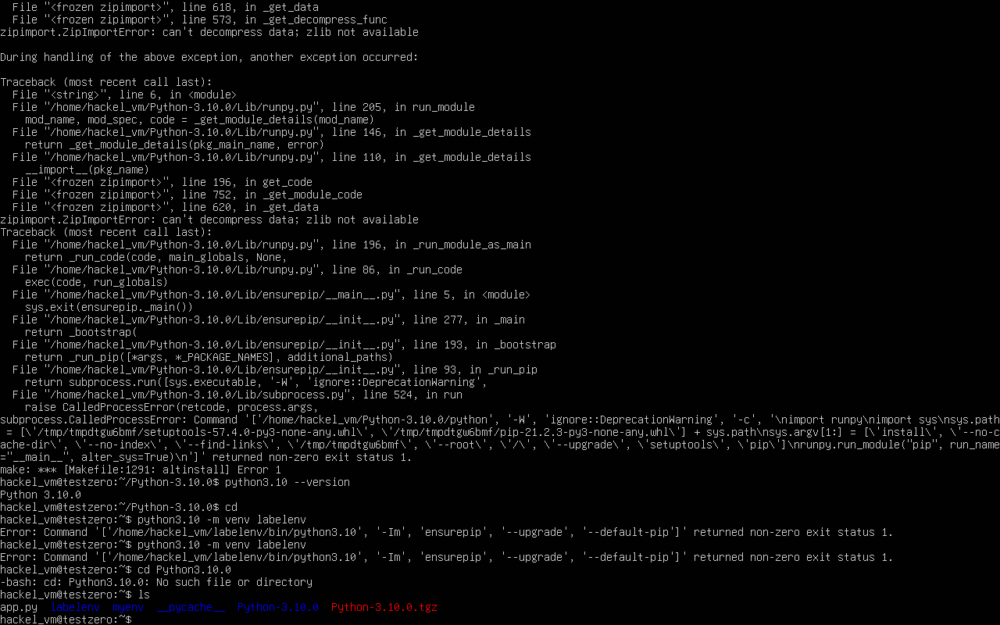 File "<frozen zipimport>", line 618, in _get_data
  File "<frozen zipimport>", line 573, in _get_decompress_func
zipimport.ZipImportError: can't decompress data; zlib not available

During handling of the above exception, another exception occurred:

Traceback (most recent call last):
  File "<string>", line 6, in <module>
  File "/home/hackel_vm/Python-3.10.0/Lib/runpy.py", line 205, in run_module
    mod_name, mod_spec, code = _get_module_details(mod_name)
  File "/home/hackel_vm/Python-3.10.0/Lib/runpy.py", line 146, in _get_module_details
    return _get_module_details(pkg_main_name, error)
  File "/home/hackel_vm/Python-3.10.0/Lib/runpy.py", line 110, in _get_module_details
    __import__(pkg_name)
  File "<frozen zipimport>", line 196, in get_code
  File "<frozen zipimport>", line 752, in _get_module_code
  File "<frozen zipimport>", line 620, in _get_data
zipimport.ZipImportError: can't decompress data; zlib not available
Traceback (most recent call last):
  File "/home/hackel_vm/Python-3.10.0/Lib/runpy.py", line 196, in _run_module_as_main
    return _run_code(code, main_globals, None,
  File "/home/hackel_vm/Python-3.10.0/Lib/runpy.py", line 86, in _run_code
    exec(code, run_globals)
  File "/home/hackel_vm/Python-3.10.0/Lib/ensurepip/__main__.py", line 5, in <module>
    sys.exit(ensurepip._main())
  File "/home/hackel_vm/Python-3.10.0/Lib/ensurepip/__init__.py", line 277, in _main
    return _bootstrap(
  File "/home/hackel_vm/Python-3.10.0/Lib/ensurepip/__init__.py", line 193, in _bootstrap
    return _run_pip([*args, *_PACKAGE_NAMES], additional_paths)
  File "/home/hackel_vm/Python-3.10.0/Lib/ensurepip/__init__.py", line 93, in _run_pip
    return subprocess.run([sys.executable, '-W', 'ignore::DeprecationWarning',
  File "/home/hackel_vm/Python-3.10.0/Lib/subprocess.py", line 524, in run
    raise CalledProcessError(retcode, process.args,
subprocess.CalledProcessError: Command '['/home/hackel_vm/Python-3.10.0/python', '-W', 'ignore::DeprecationWarning', '-c', '\nimport runpy\nimport sys\nsys.path
 = [\'/tmp/tmpdtgw6bmf/setuptools-57.4.0-py3-none-any.whl\', \'/tmp/tmpdtgw6bmf/pip-21.2.3-py3-none-any.whl\'] + sys.path\nsys.argv[1:] = [\'install\', \'--no-c
ache-dir\', \'--no-index\', \'--find-links\', \'/tmp/tmpdtgw6bmf\', \'--root\', \'/\', \'--upgrade\', \'setuptools\', \'pip\']\nrunpy.run_module("pip", run_name
="__main__", alter_sys=True)\n']' returned non-zero exit status 1.
make: *** [Makefile:1291: altinstall] Error 1
hackel_vm@testzero:~/Python-3.10.0$ python3.10 --version
Python 3.10.0
hackel_vm@testzero:~/Python-3.10.0$ cd
hackel_vm@testzero:~$ python3.10 -m venv labelenv
Error: Command '['/home/hackel_vm/labelenv/bin/python3.10', '-Im', 'ensurepip', '--upgrade', '--default-pip']' returned non-zero exit status 1.
hackel_vm@testzero:~$ python3.10 -m venv labelenv
Error: Command '['/home/hackel_vm/labelenv/bin/python3.10', '-Im', 'ensurepip', '--upgrade', '--default-pip']' returned non-zero exit status 1.
hackel_vm@testzero:~$ cd Python3.10.0
-bash: cd: Python3.10.0: No such file or directory
hackel_vm@testzero:~$ ls
app.py  labelenv  myenv  __pycache__  Python-3.10.0  Python-3.10.0.tgz
hackel_vm@testzero:~$